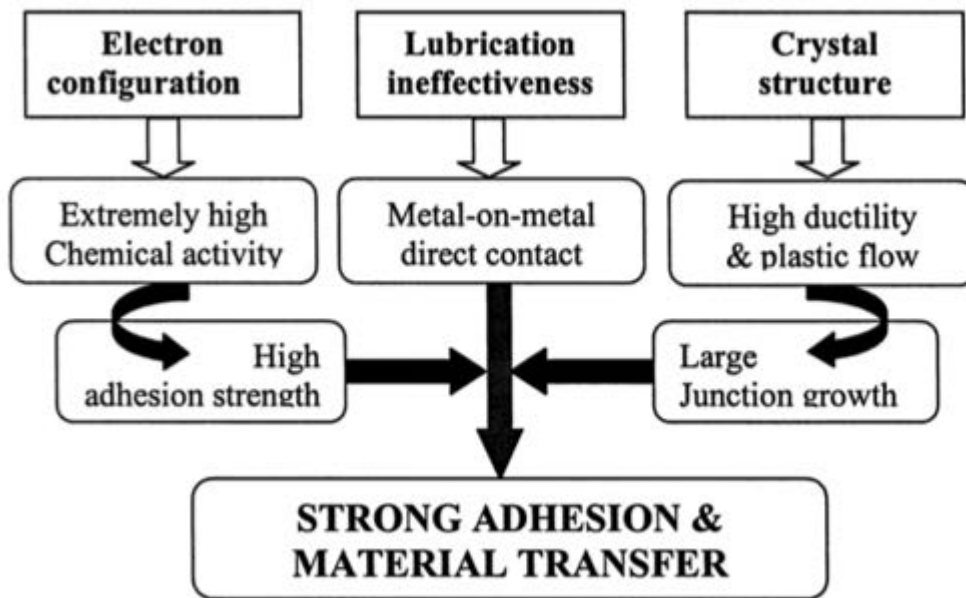 Electron
configuration
Lubrication
ineffectiveness
Crystal
structure
Extremely high
Chemical activity
Metal-on-metal
direct contact
High ductility
& plastic flow
High
adhesion strength
Large
Junction growth
STRONG ADHESION &
MATERIAL TRANSFER